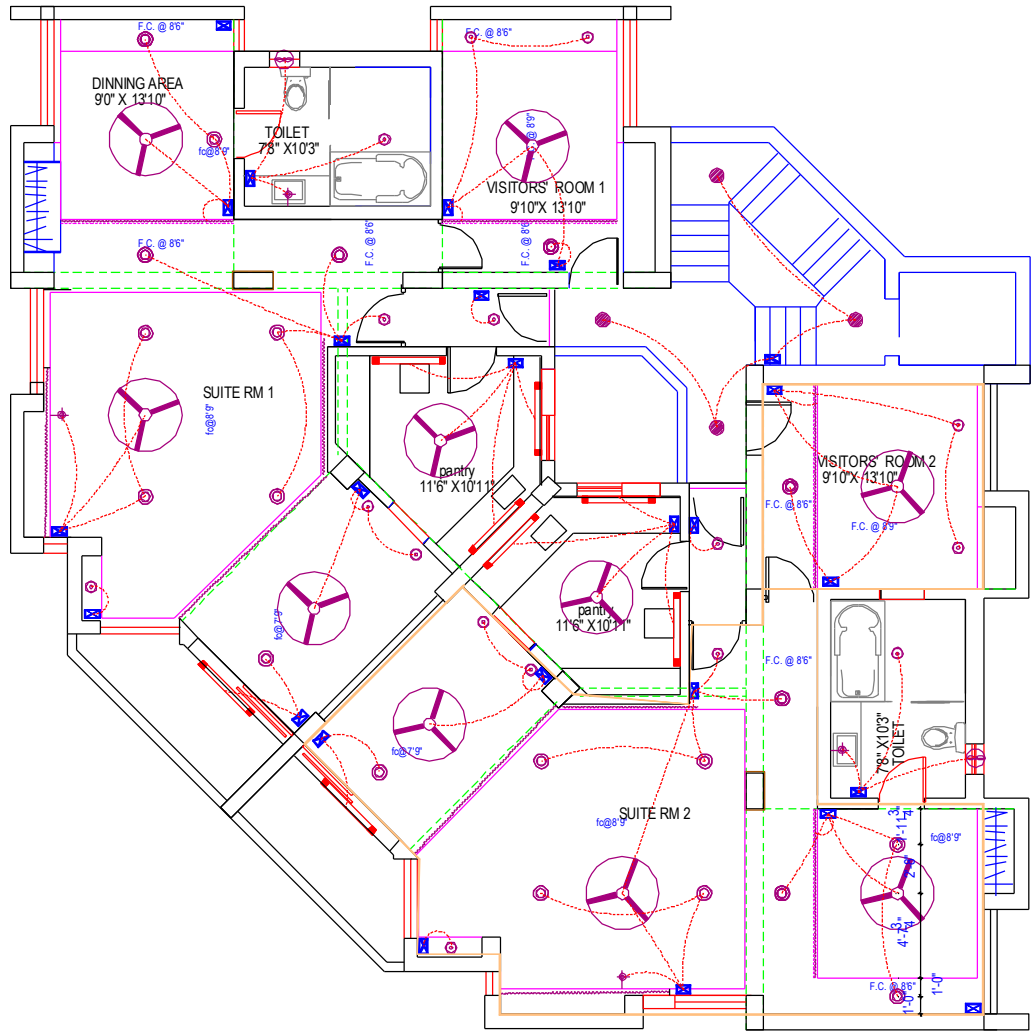 F.C. @ 8'6"
F.C. @ 8'6"
DINNING AREA
9'0" X 13'10"
fc@8'9"
TOILET
7'8" X10'3"
VISITORS' ROOM 1
9'10"X 13'10"
F.C. @ 8'6"
F.C. @ 8'6"
F.C. @ 8'6"
SUITE RM 1
fc@8'9"
pantry
11'6" X10'11"
VISITORS' ROOM 2
9'10"X 13'10"
F.C. @ 8'6"
F.C. @ 8'9"
pantry
11'6" X10'11"
fc@7'9"
F.C. @ 8'6"
fc@7'9"
7'8" X10'3"
TOILET
SUITE RM 2
fc@8'9"
fc@8'9"
F.C. @ 8'6"
1'-0"
1'-0"